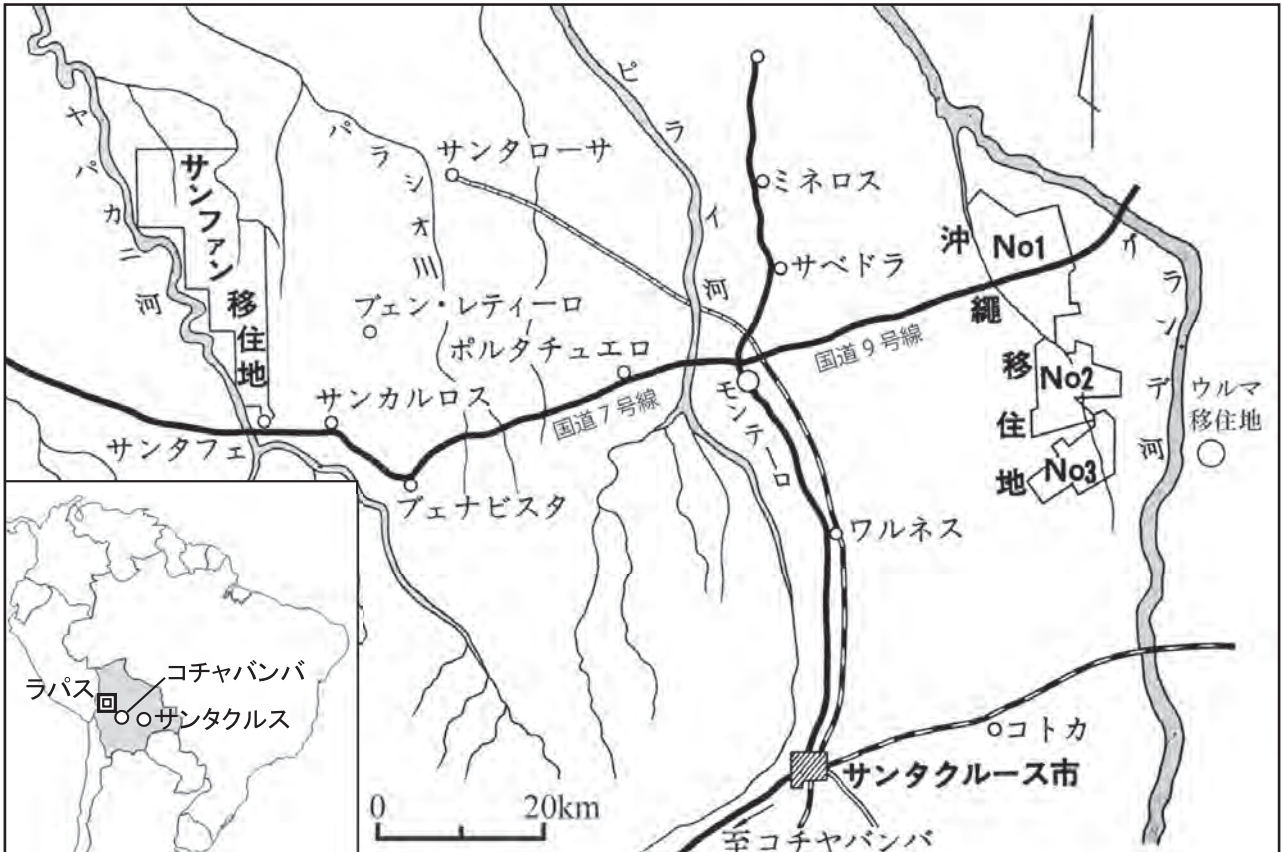 ヤパカニ河
サンファン移住地
パラシオ川
サンタローサ
ピライ河
ミネロス
サベドラ
沖縄移住地
No1
No2
No3
グランデ河
ウルマ
移住地
ブェン・レティーロ
ポルタチュエロ
国道9号線
モンテーロ
サンカルロス
国道7号線
サンタフェ
ブェナビスタ
ワルネス
コトカ
サンタクルース市
至コチヤバンバ
0 20km
コチャバンバ
ラパス
サンタクルス